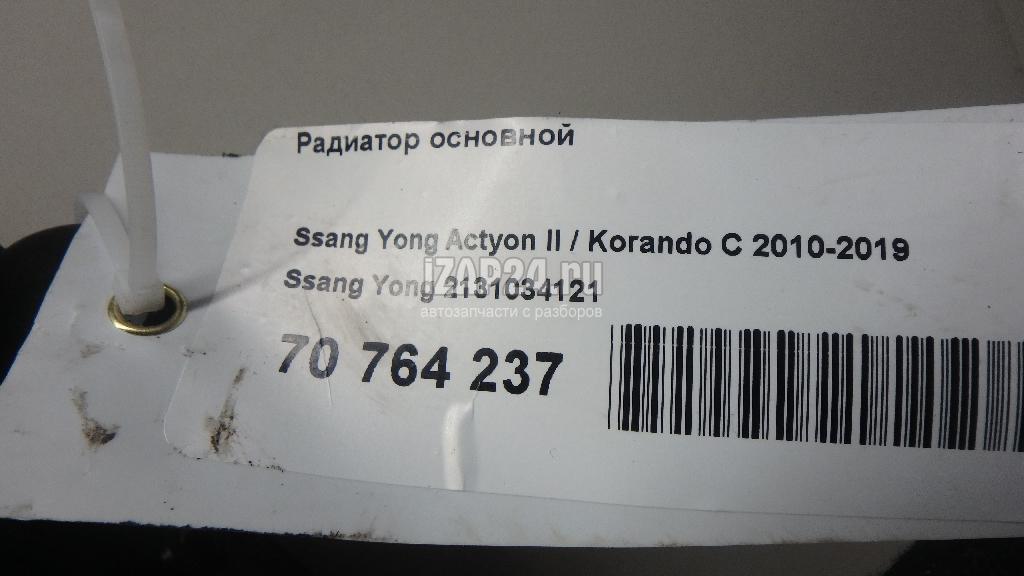 Радиатор основной
Ssang Yong Actyon II / Korando C 2010-2019
iZAP24.ru
Ssang Yong 2131034121
автозапчасти с разборов
70 764 237